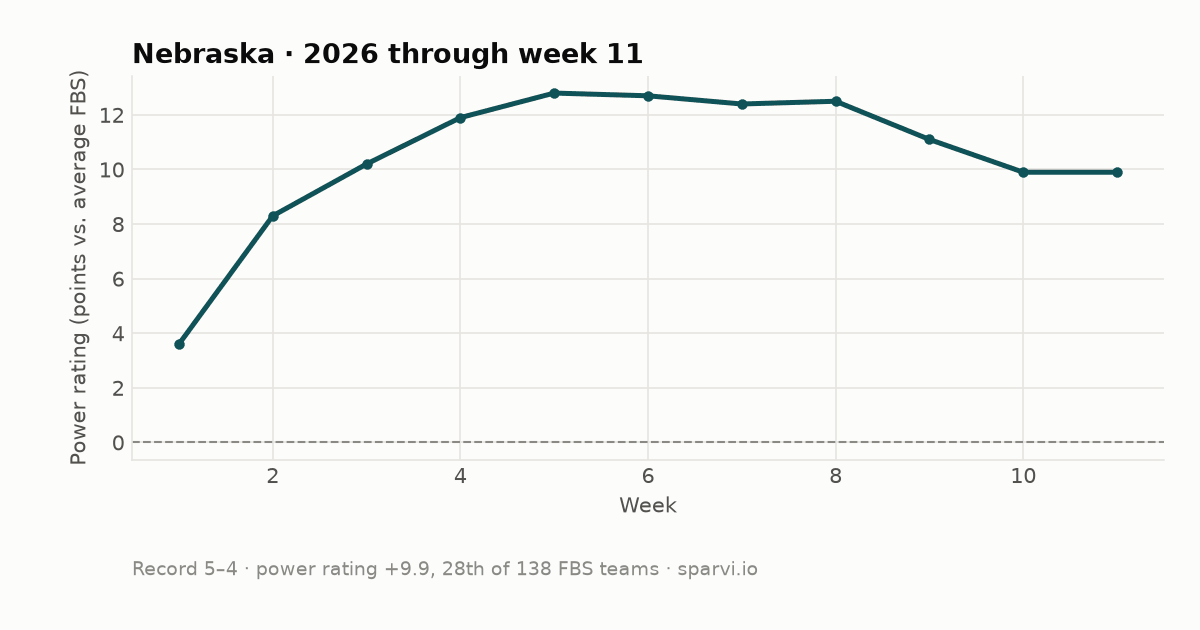 Nebraska · 2026 through week 11
Power rating (points vs. average FBS)
12
10
8
6
4
2
0
2 4 6 8 10
Week
Record 5–4 · power rating +9.9, 28th of 138 FBS teams · sparvi.io